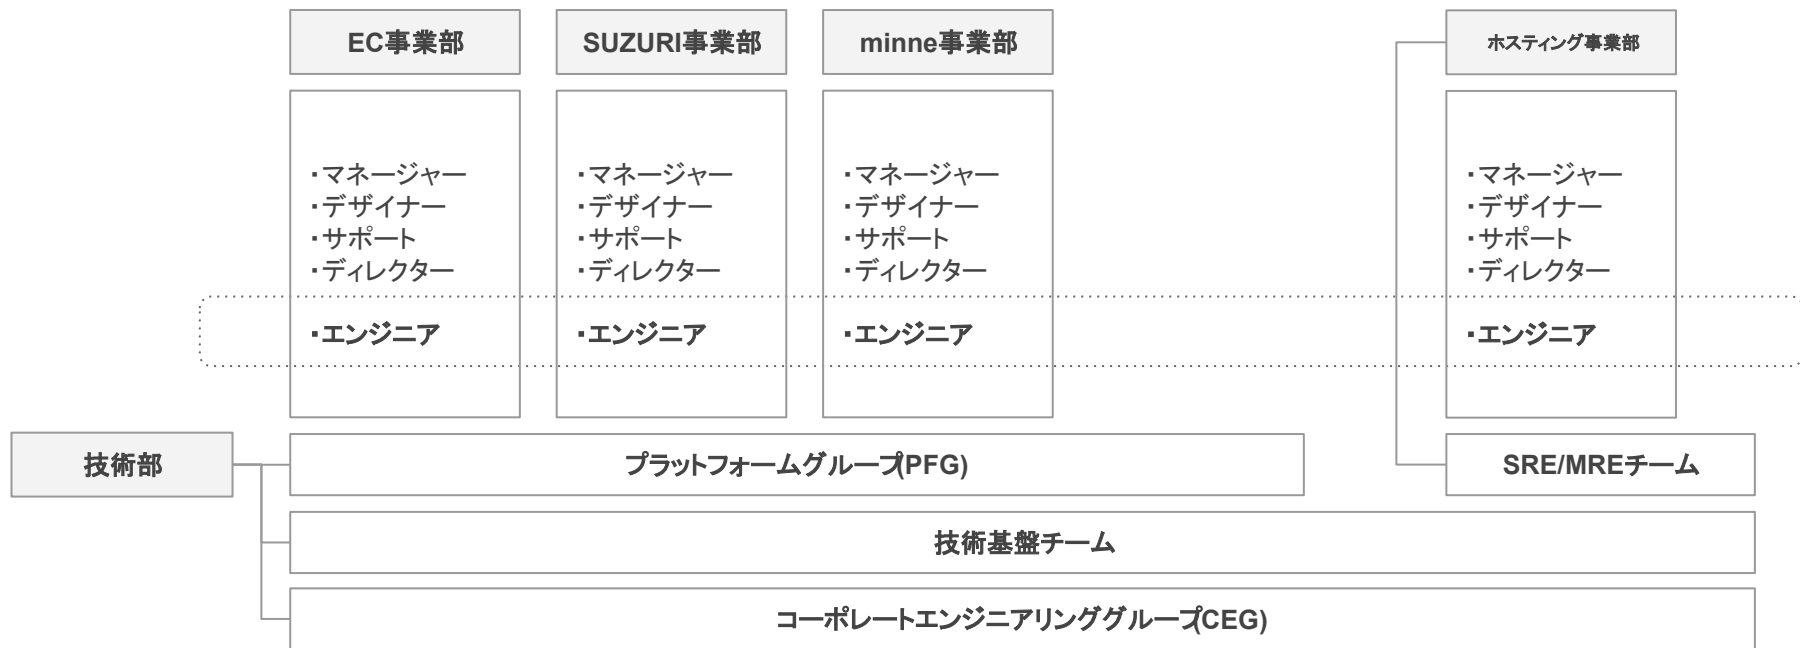 EC事業部
SUZURI事業部
minne事業部
ホスティング事業部
・マネージャー
・デザイナー
・サポート
・ディレクター
・エンジニア
・マネージャー
・デザイナー
・サポート
・ディレクター
・エンジニア
・マネージャー
・デザイナー
・サポート
・ディレクター
・エンジニア
・マネージャー
・デザイナー
・サポート
・ディレクター
・エンジニア
技術部
プラットフォームグループ(PFG)
SRE/MREチーム
技術基盤チーム
コーポレートエンジニアリンググループ(CEG)